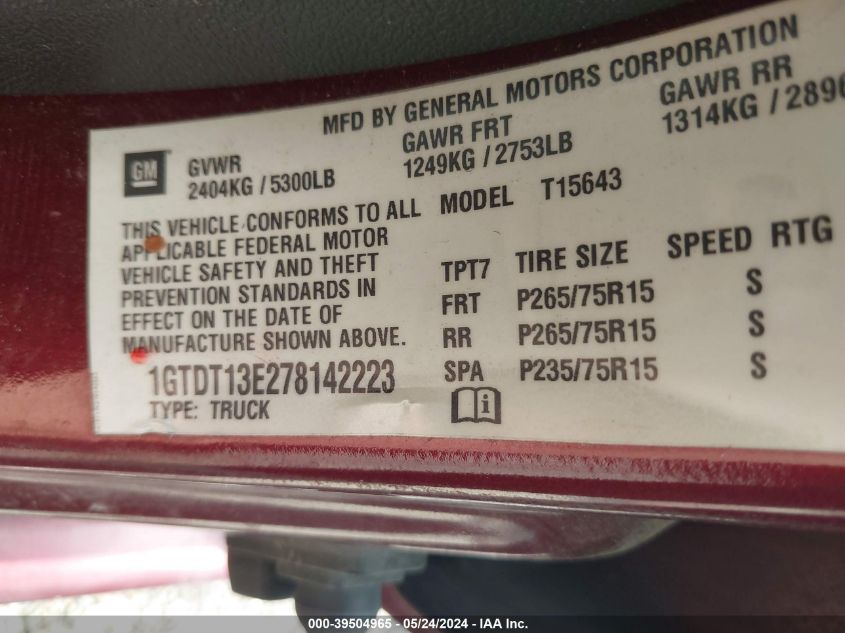 MFD BY GENERAL MOTORS CORPORATION
GM
GVWR
2404KG / 5300LB
GAWR FRT
1249KG / 2753LB
GAWR RR
1314KG / 2896
THIS VEHICLE CONFORMS TO ALL
APPLICABLE FEDERAL MOTOR
VEHICLE SAFETY AND THEFT
PREVENTION STANDARDS IN
EFFECT ON THE DATE OF
MANUFACTURE SHOWN ABOVE.
1GTDT13E278142223
TYPE: TRUCK
MODEL T15643
TPT7 TIRE SIZE SPEED RTG
FRT P265/75R15 S
RR P265/75R15 S
SPA P235/75R15 S
i
000-39504965 - 05/24/2024 - IAA Inc.